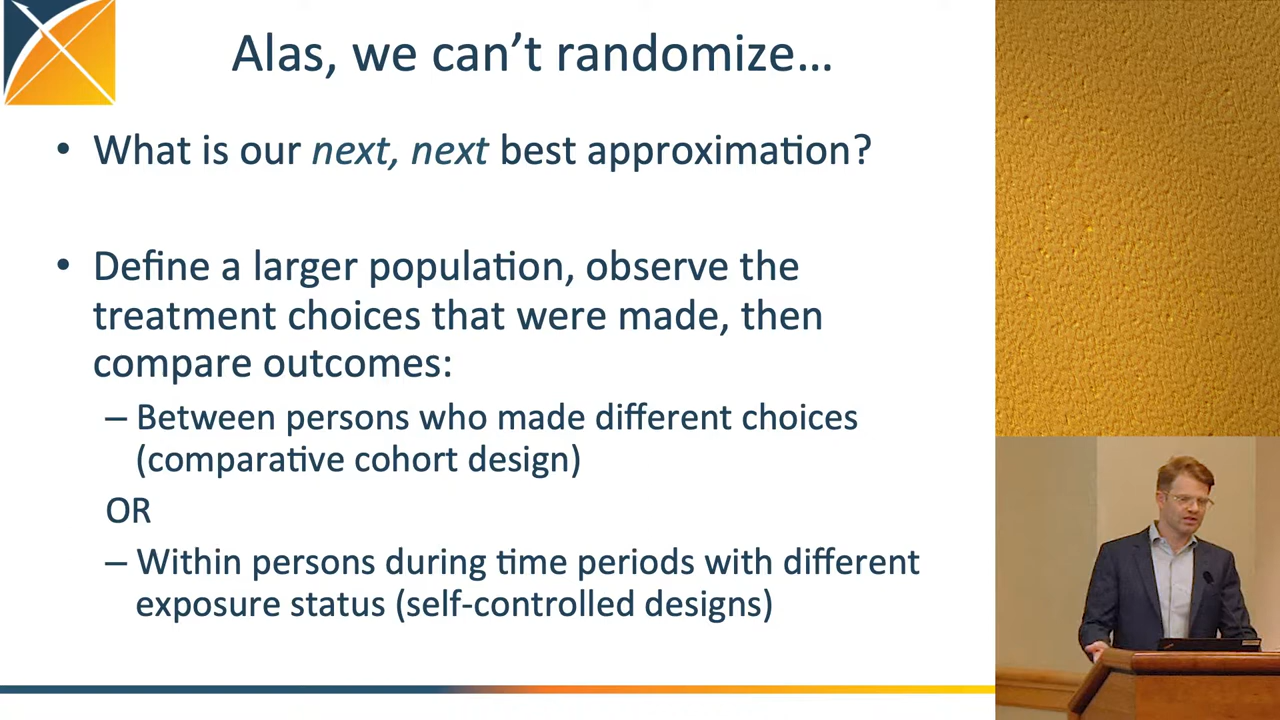 Alas, we can’t randomize…
• What is our next, next best approximation?
• Define a larger population, observe the
treatment choices that were made, then
compare outcomes:
– Between persons who made different choices
(comparative cohort design)
OR
– Within persons during time periods with different
exposure status (self-controlled designs)